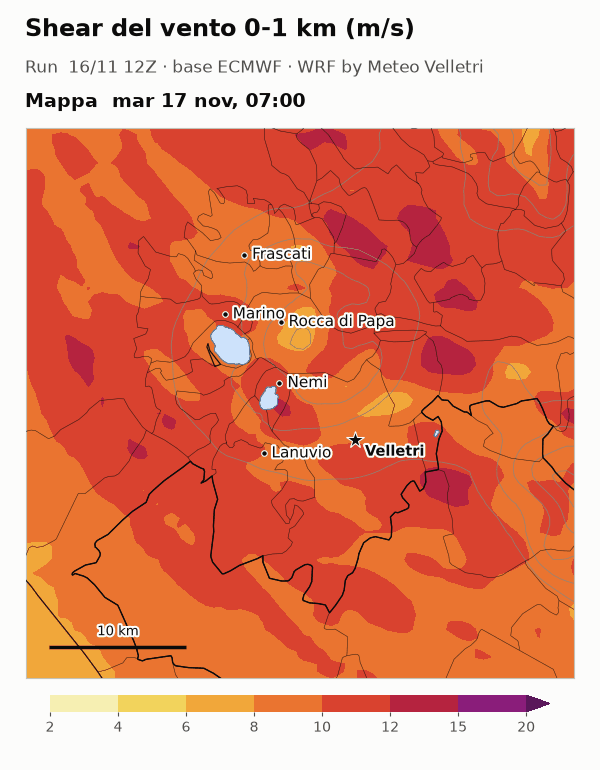 Shear del vento 0-1 km (m/s)
Run  16/11 12Z · base ECMWF · WRF by Meteo Velletri
Mappa  mar 17 nov, 07:00
Frascati
Marino
Rocca di Papa
Nemi
Velletri
Lanuvio
10 km
2 4 6 8 10 12 15 20